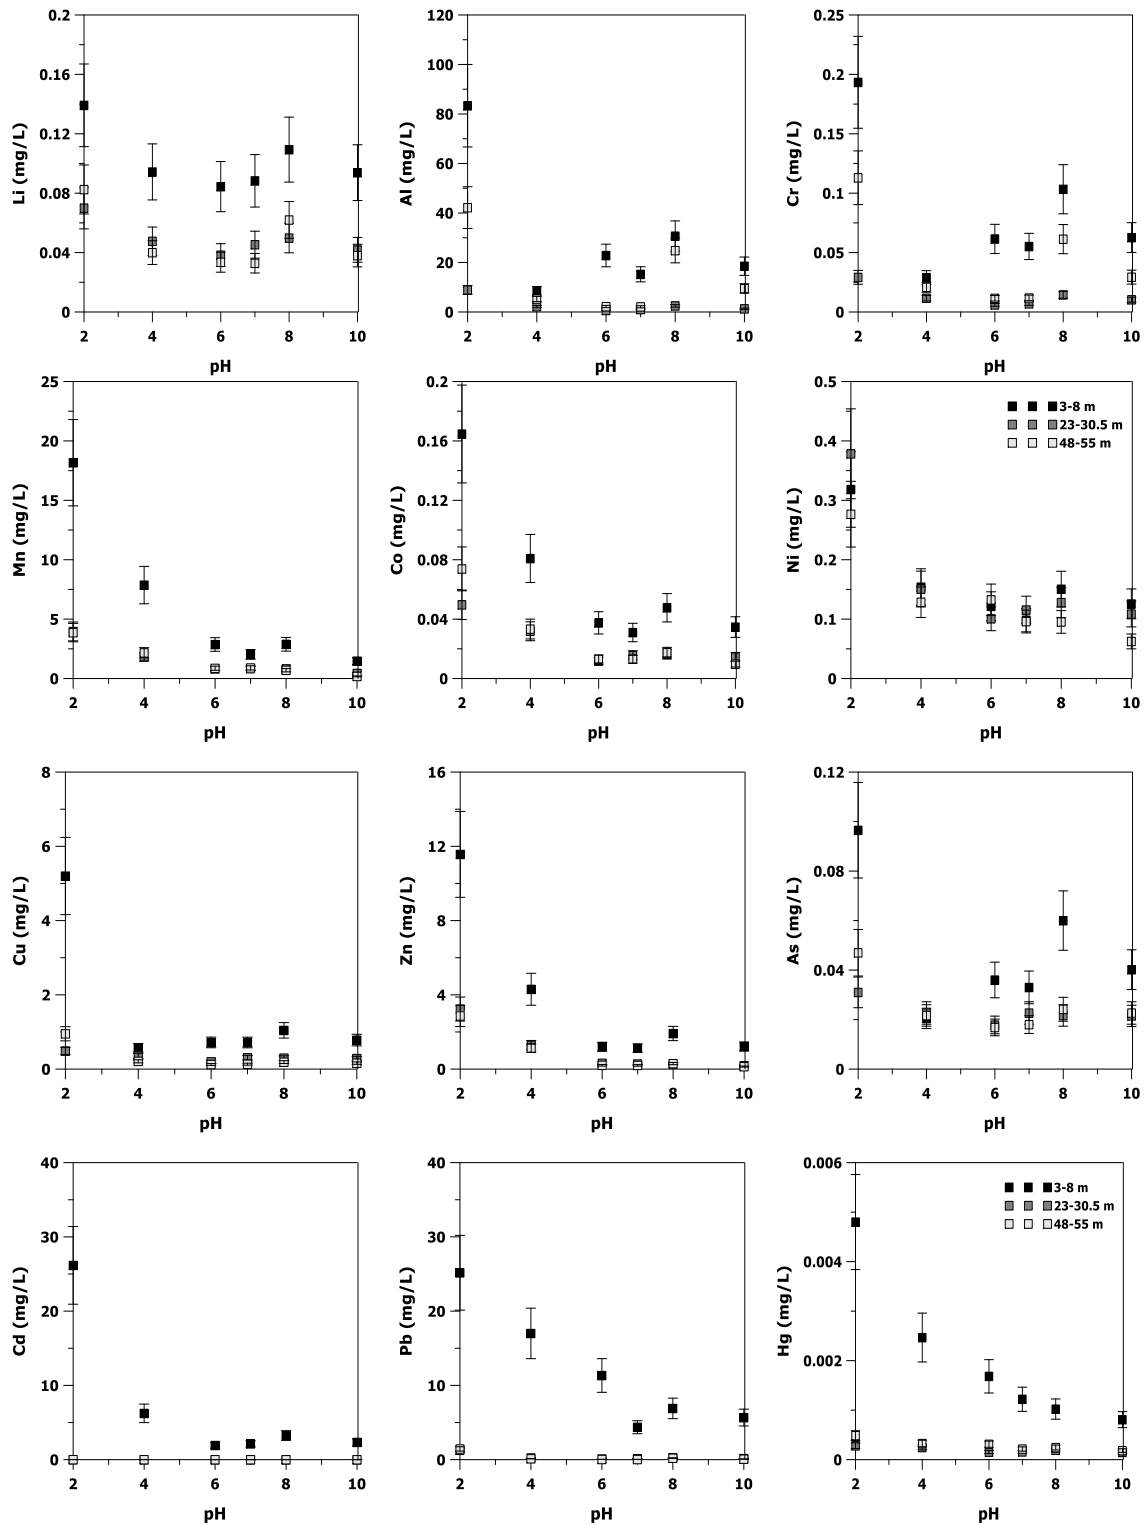 0.2
0.16
0.12
0.08
0.04
0
Li (mg/L)
2 4 6 8 10
pH
120
100
80
60
40
20
0
Al (mg/L)
2 4 6 8 10
pH
0.25
0.2
0.15
0.1
0.05
0
Cr (mg/L)
2 4 6 8 10
pH
25
20
15
10
5
0
Mn (mg/L)
2 4 6 8 10
pH
0.2
0.16
0.12
0.08
0.04
0
Co (mg/L)
2 4 6 8 10
pH
0.5
0.4
0.3
0.2
0.1
0
Ni (mg/L)
3-8 m
23-30.5 m
48-55 m
2 4 6 8 10
pH
8
6
4
2
0
Cu (mg/L)
2 4 6 8 10
pH
16
12
8
4
0
Zn (mg/L)
2 4 6 8 10
pH
0.12
0.08
0.04
0
As (mg/L)
2 4 6 8 10
pH
40
30
20
10
0
Cd (mg/L)
2 4 6 8 10
pH
40
30
20
10
0
Pb (mg/L)
2 4 6 8 10
pH
0.006
0.004
0.002
0
Hg (mg/L)
3-8 m
23-30.5 m
48-55 m
2 4 6 8 10
pH